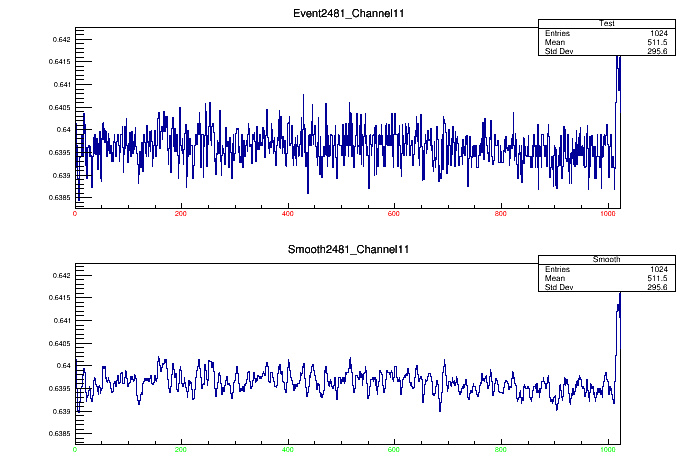 Event2481_Channel11
Test
Entries 1024
Mean 511.5
Std Dev 295.6
0.642
0.6415
0.641
0.6405
0.64
0.6395
0.639
0.6385
0 200 400 600 800 1000
Smooth2481_Channel11
Smooth
Entries 1024
Mean 511.5
Std Dev 295.6
0.642
0.6415
0.641
0.6405
0.64
0.6395
0.639
0.6385
0 200 400 600 800 1000